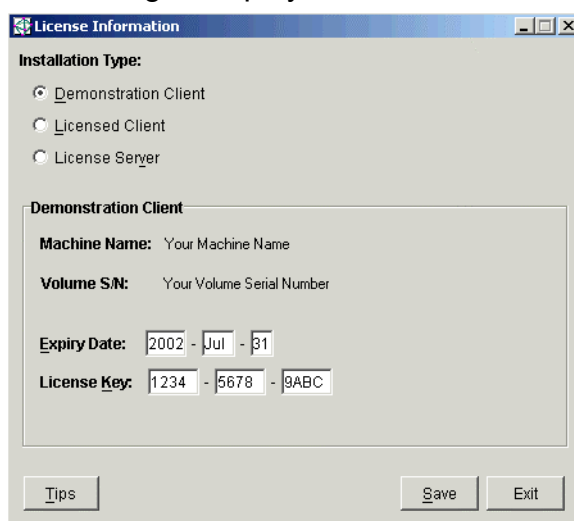 License Information
Installation Type:
Demonstration Client
Licensed Client
License Server
Demonstration Client
Machine Name: Your Machine Name
Volume S/N: Your Volume Serial Number
Expiry Date: 2002 - Jul - 31
License Key: 1234 - 5678 - 9ABC
Tips Save Exit